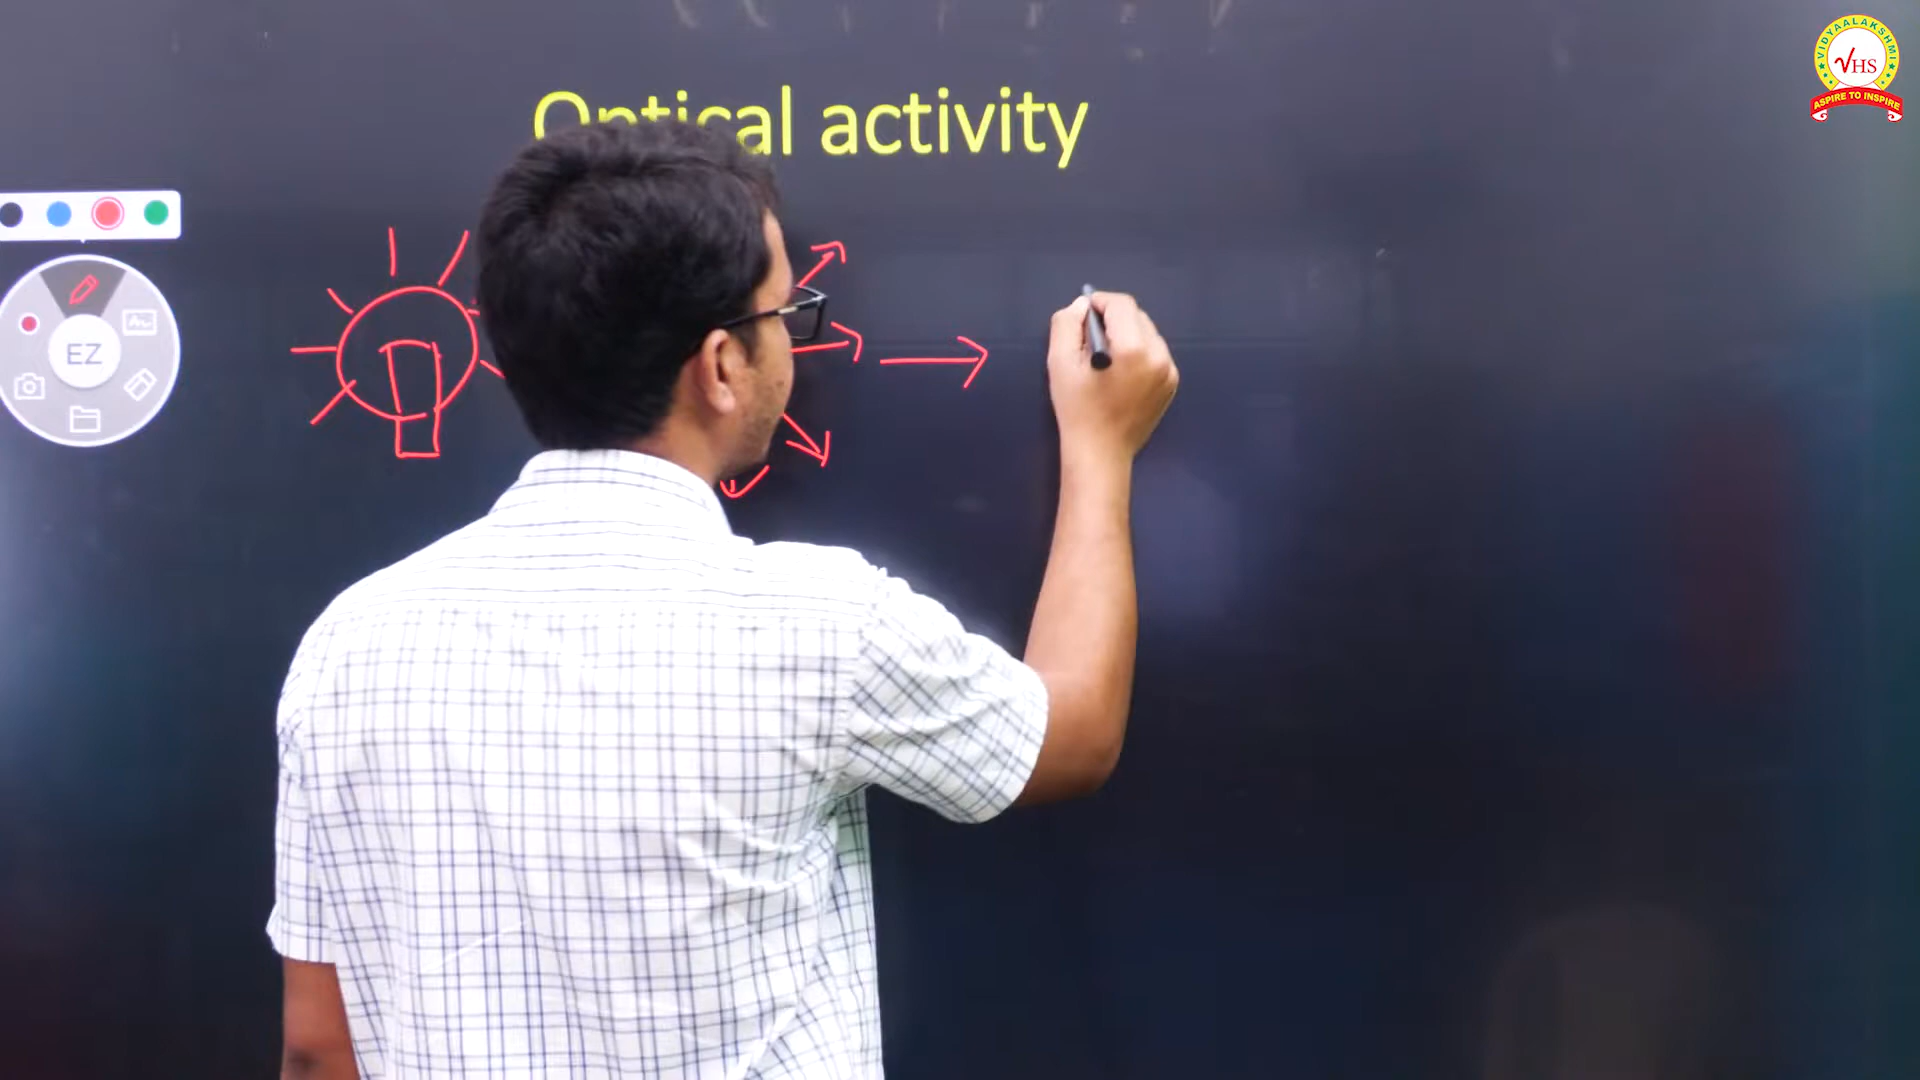 Optical activity
EZ
VIDYAALAKSHMI
VHS
ASPIRE TO INSPIRE